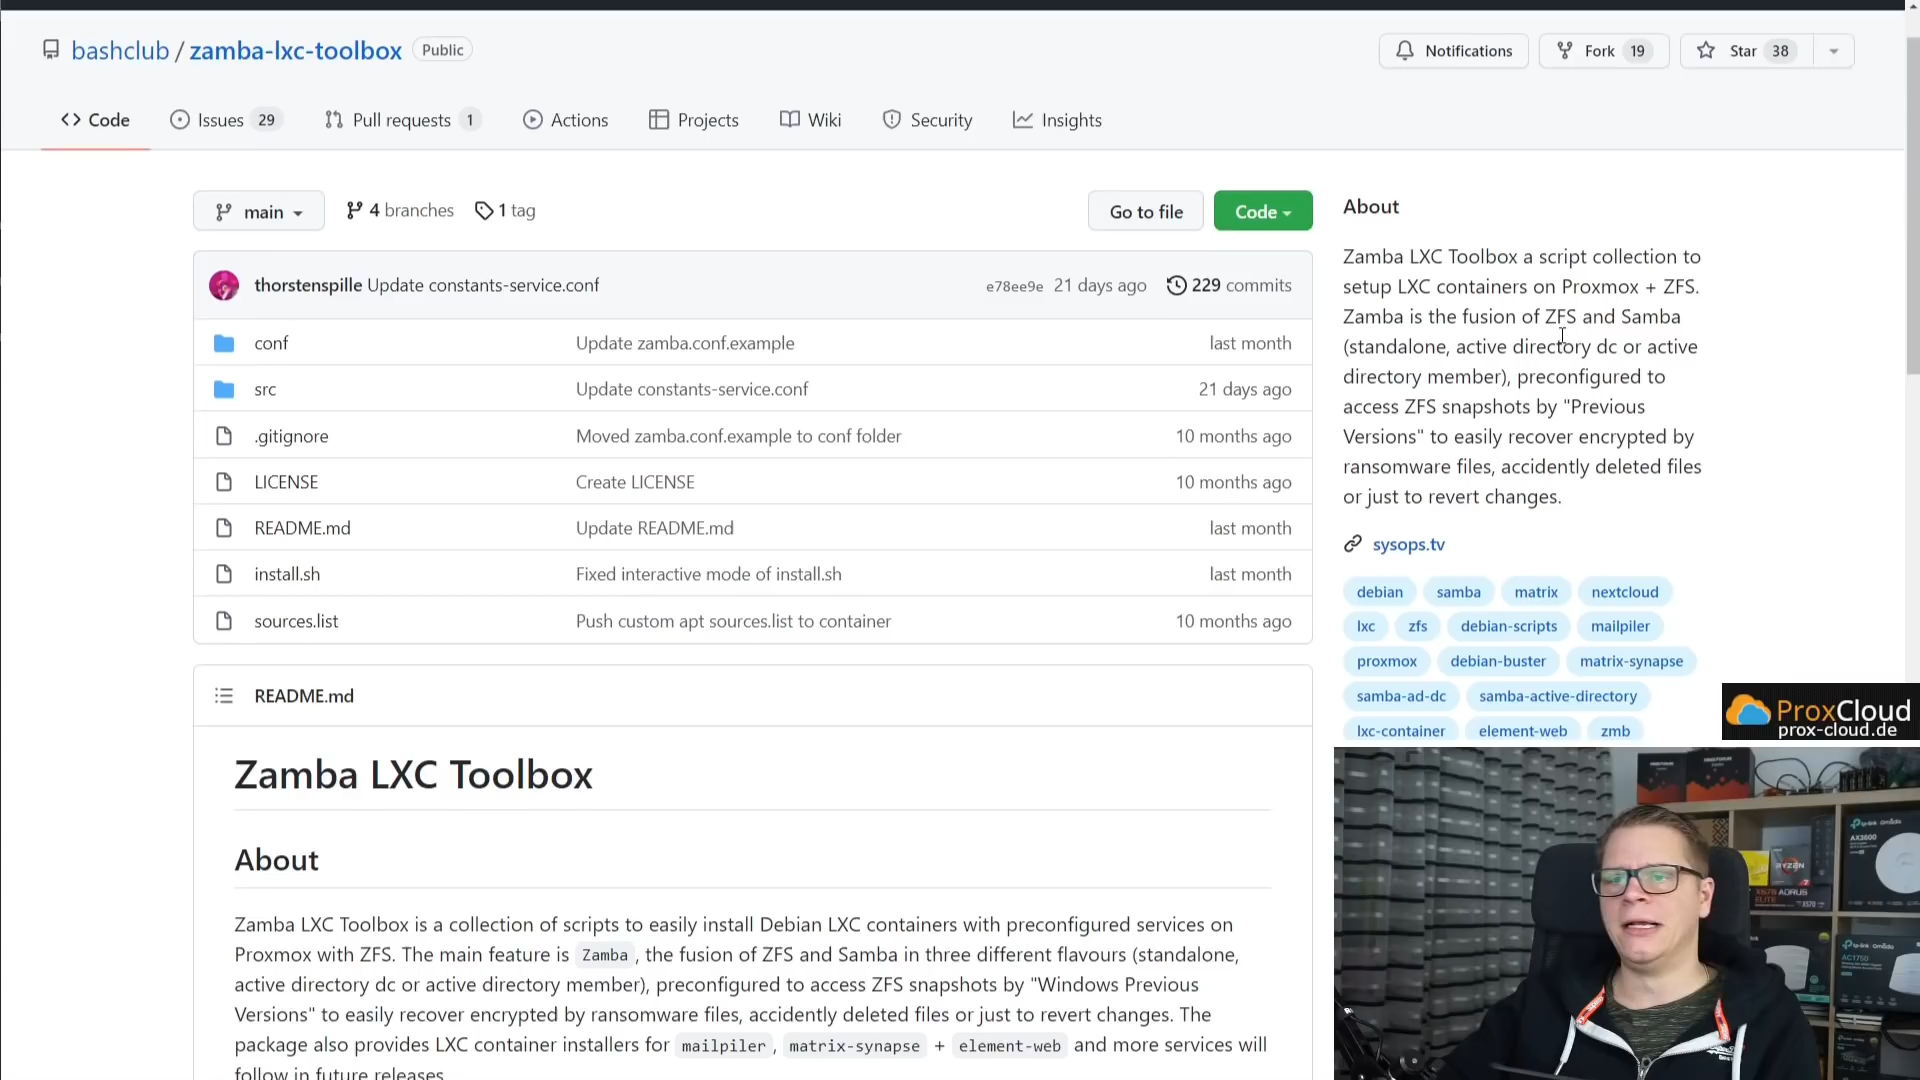 bashclub / zamba-lxc-toolbox Public
Notifications
Fork 19
Star 38
Code
Issues 29
Pull requests 1
Actions
Projects
Wiki
Security
Insights
main
4 branches
1 tag
Go to file
Code
thorstenspille Update constants-service.conf e78ee9e 21 days ago 229 commits
conf Update zamba.conf.example last month
src Update constants-service.conf 21 days ago
.gitignore Moved zamba.conf.example to conf folder 10 months ago
LICENSE Create LICENSE 10 months ago
README.md Update README.md last month
install.sh Fixed interactive mode of install.sh last month
sources.list Push custom apt sources.list to container 10 months ago
README.md
Zamba LXC Toolbox
About
Zamba LXC Toolbox is a collection of scripts to easily install Debian LXC containers with preconfigured services on
Proxmox with ZFS. The main feature is Zamba, the fusion of ZFS and Samba in three different flavours (standalone,
active directory dc or active directory member), preconfigured to access ZFS snapshots by "Windows Previous
Versions" to easily recover encrypted by ransomware files, accidently deleted files or just to revert changes. The
package also provides LXC container installers for mailpiler, matrix-synapse + element-web and more services will
follow in future releases.
About
Zamba LXC Toolbox a script collection to
setup LXC containers on Proxmox + ZFS.
Zamba is the fusion of ZFS and Samba
(standalone, active directory dc or active
directory member), preconfigured to
access ZFS snapshots by "Previous
Versions" to easily recover encrypted by
ransomware files, accidently deleted files
or just to revert changes.
sysops.tv
debian samba matrix nextcloud
lxc zfs debian-scripts mailpiler
proxmox debian-buster matrix-synapse
samba-ad-dc samba-active-directory
lxc-container element-web zmb
ProxCloud
prox-cloud.de
tp-link omada
AX3600
RYZEN
X570 AORUS
ELITE
tp-link omada
AC1750